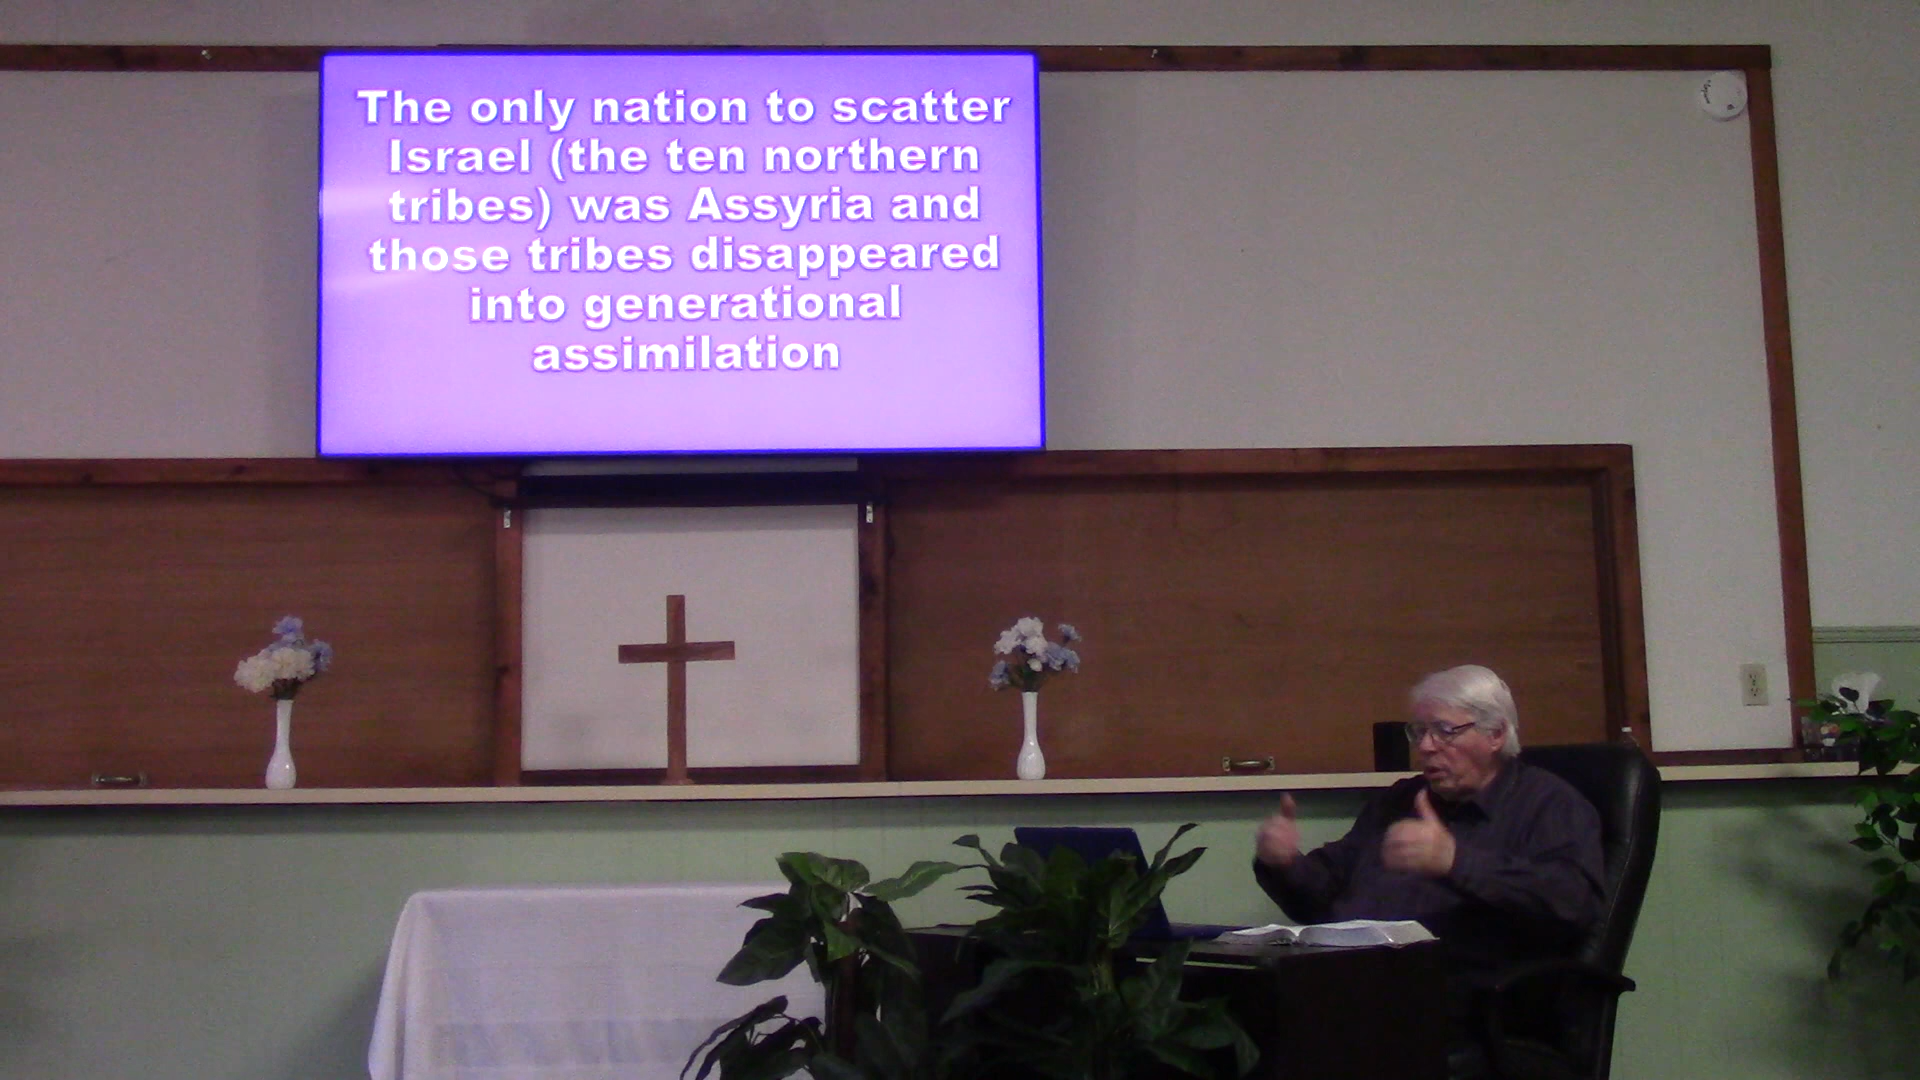 The only nation to scatter
Israel (the ten northern
tribes) was Assyria and
those tribes disappeared
into generational
assimilation